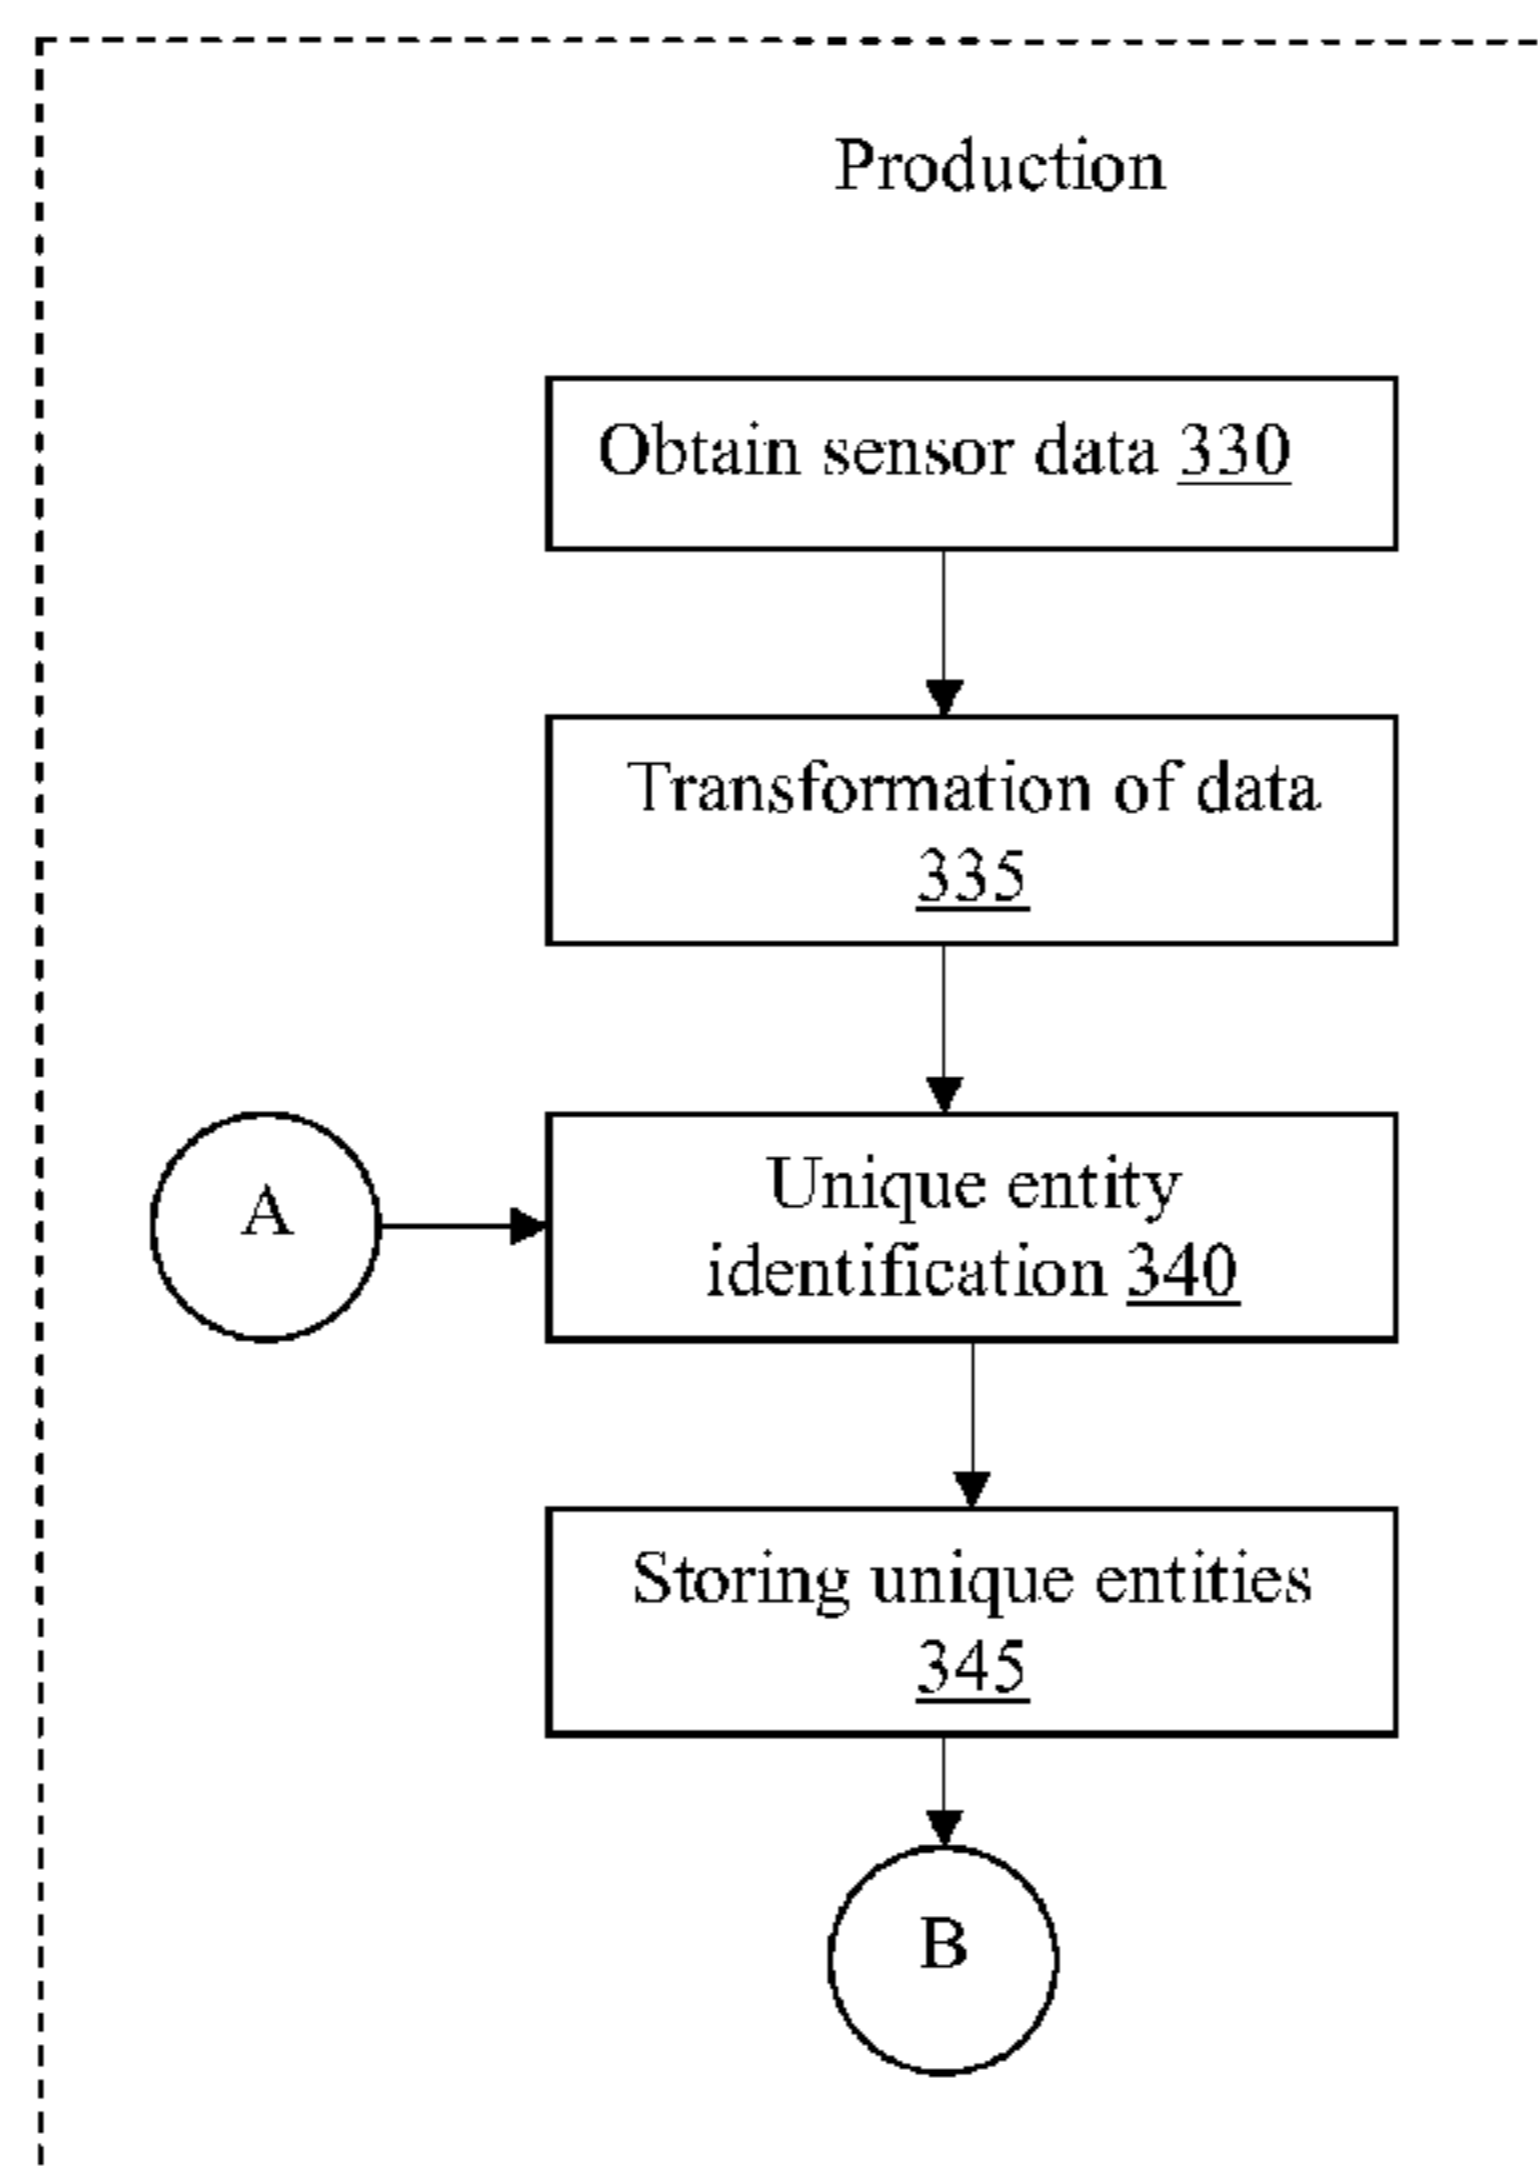 Production
Obtain sensor data 330
Transformation of data
335
A
Unique entity
identification 340
Storing unique entities
345
B